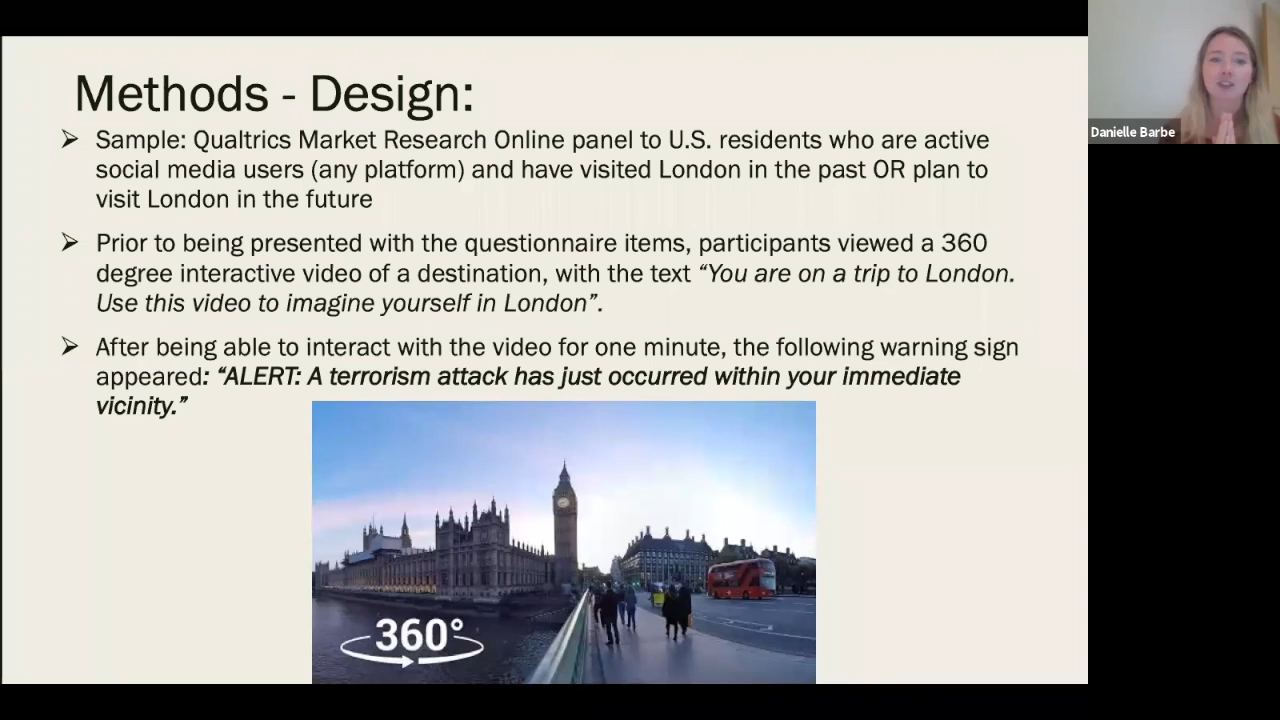 Methods - Design:
➢ Sample: Qualtrics Market Research Online panel to U.S. residents who are active
social media users (any platform) and have visited London in the past OR plan to
visit London in the future
➢ Prior to being presented with the questionnaire items, participants viewed a 360
degree interactive video of a destination, with the text “You are on a trip to London.
Use this video to imagine yourself in London”.
➢ After being able to interact with the video for one minute, the following warning sign
appeared: “ALERT: A terrorism attack has just occurred within your immediate
vicinity.”
360°
Danielle Barbe